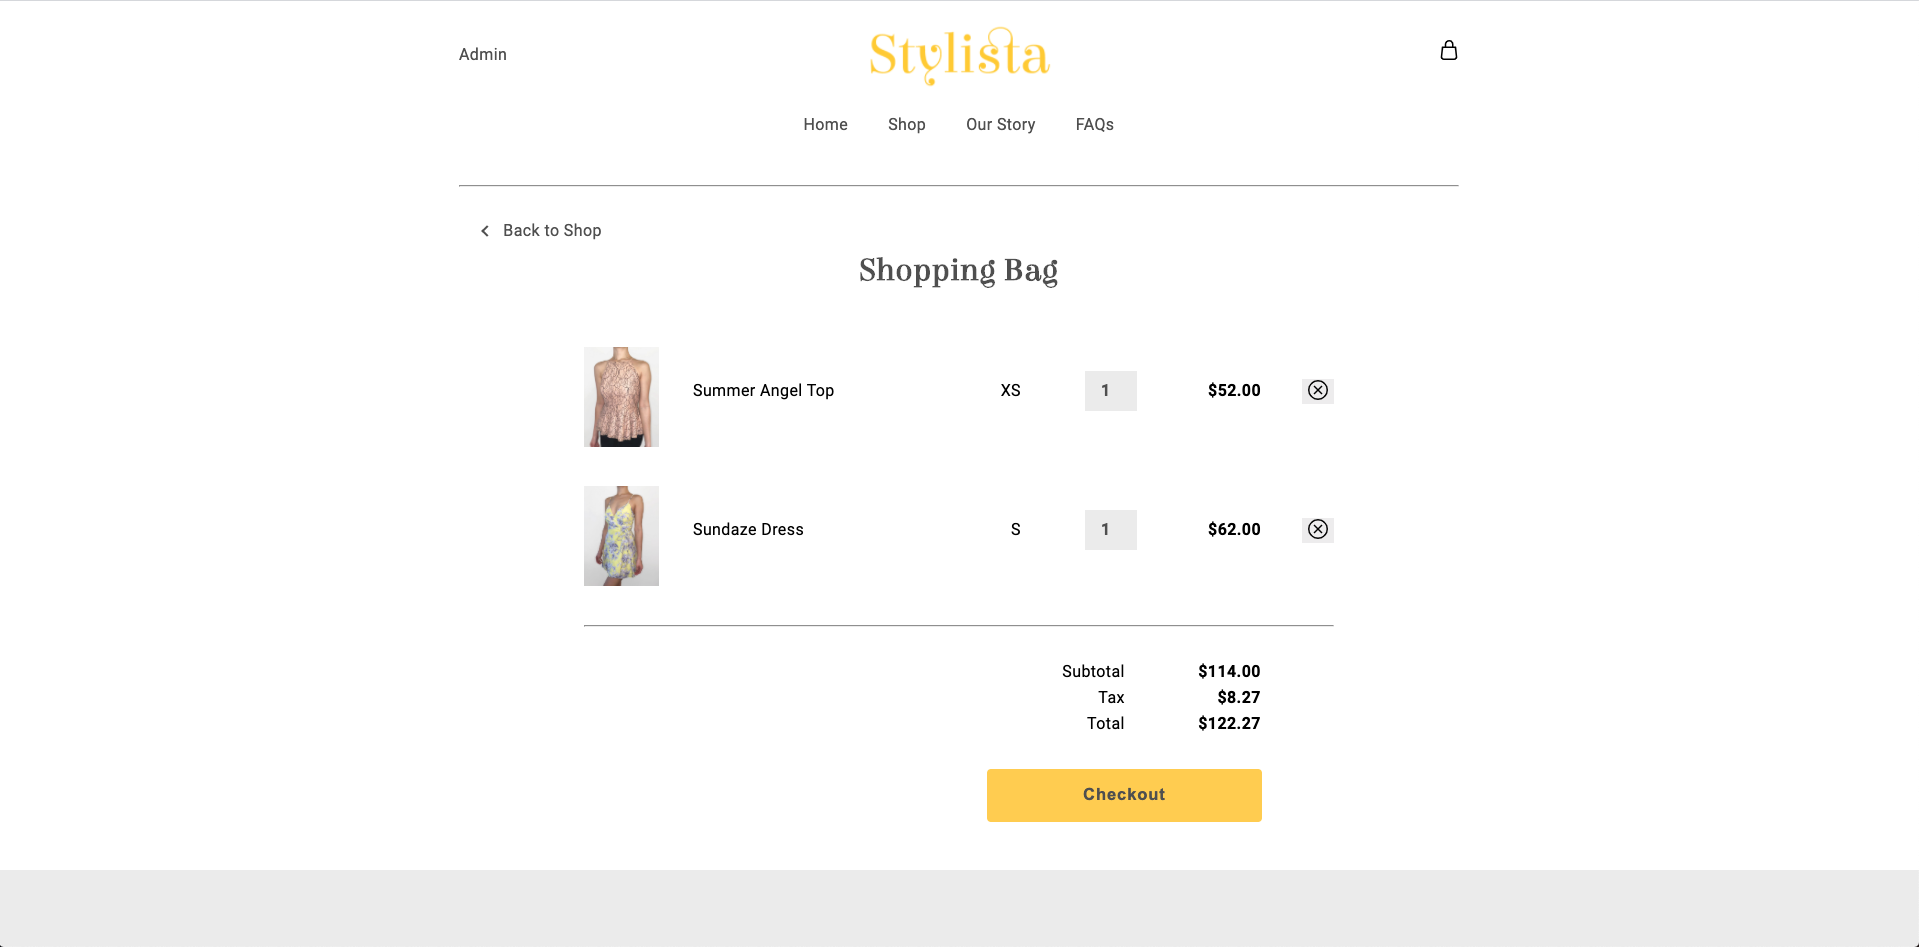 Admin
Stylista
Home Shop Our Story FAQs
Back to Shop
Shopping Bag
Summer Angel Top XS 1 $52.00
Sundaze Dress S 1 $62.00
Subtotal $114.00
Tax $8.27
Total $122.27
Checkout